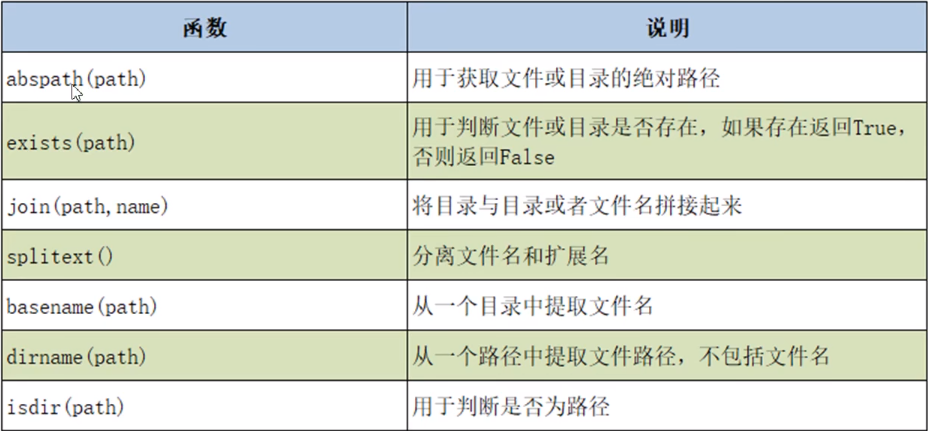 函数 说明
abspath(path) 用于获取文件或目录的绝对路径
exists(path) 用于判断文件或目录是否存在，如果存在返回True，
否则返回False
join(path,name) 将目录与目录或者文件名拼接起来
splitext() 分离文件名和扩展名
basename(path) 从一个目录中提取文件名
dirname(path) 从一个路径中提取文件路径，不包括文件名
isdir(path) 用于判断是否为路径